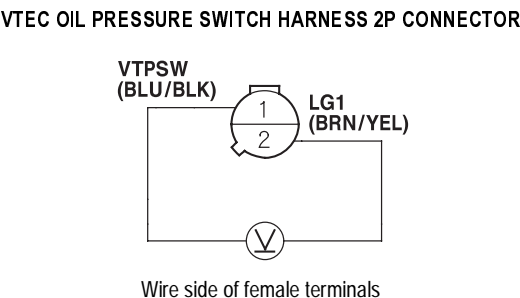 VTEC OIL PRESSURE SWITCH HARNESS 2P CONNECTOR
VTPSW
(BLU/BLK)
1
LG1
(BRN/YEL)
2
V
Wire side of female terminals